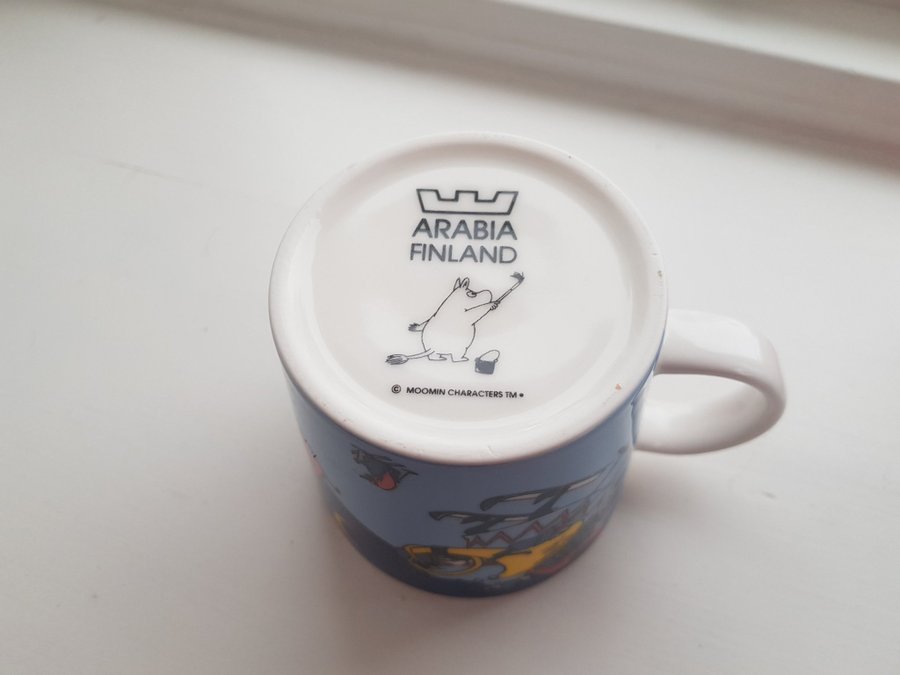 ARABIA
FINLAND
© MOOMIN CHARACTERS TM •